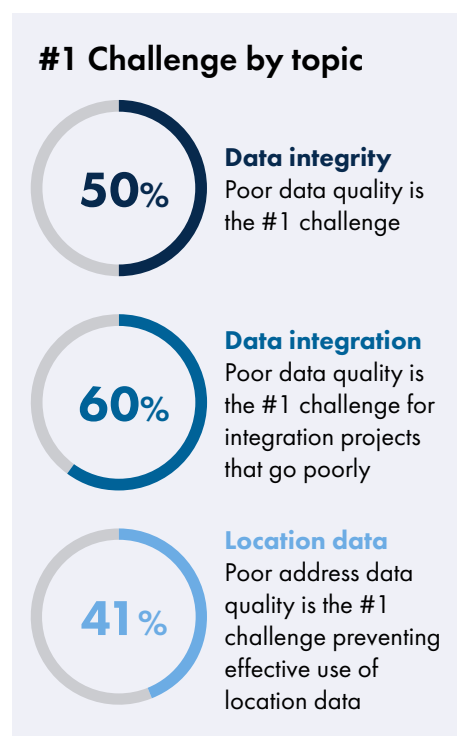 #1 Challenge by topic
50%
Data integrity
Poor data quality is
the #1 challenge
60%
Data integration
Poor data quality is
the #1 challenge for
integration projects
that go poorly
41%
Location data
Poor address data
quality is the #1
challenge preventing
effective use of
location data